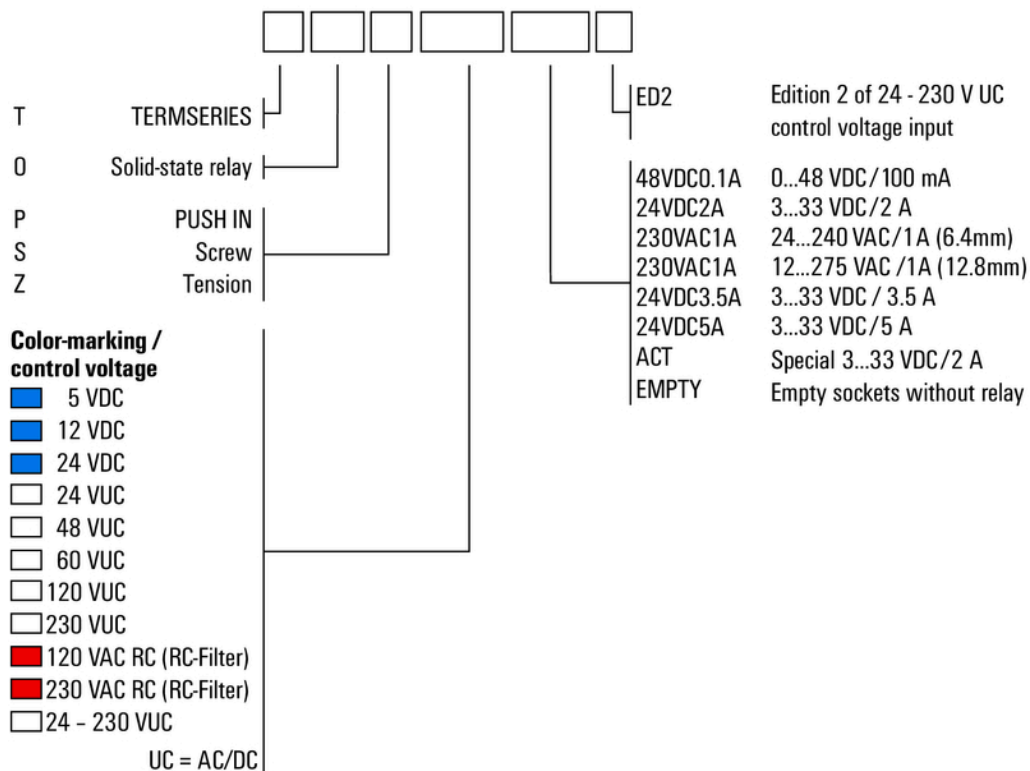 T TERMSERIES
O Solid-state relay
P PUSH IN
S Screw
Z Tension
Color-marking /
control voltage
5 VDC
12 VDC
24 VDC
24 VUC
48 VUC
60 VUC
120 VUC
230 VUC
120 VAC RC (RC-Filter)
230 VAC RC (RC-Filter)
24 – 230 VUC
UC = AC/DC
ED2 Edition 2 of 24 - 230 V UC
control voltage input
48VDC0.1A 0...48 VDC/100 mA
24VDC2A 3...33 VDC/2 A
230VAC1A 24...240 VAC/1A (6.4mm)
230VAC1A 12...275 VAC /1A (12.8mm)
24VDC3.5A 3...33 VDC / 3.5 A
24VDC5A 3...33 VDC/5 A
ACT Special 3...33 VDC/2 A
EMPTY Empty sockets without relay